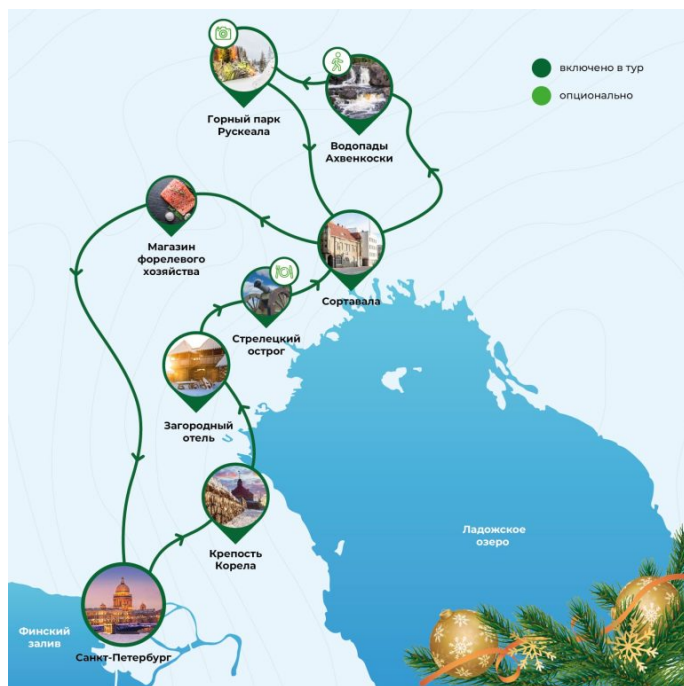 включено в тур
опционально
Горный парк
Рускеала
Водопады
Ахвенкоски
Магазин
форелевого
хозяйства
Сортавала
Стрелецкий
острог
Загородный
отель
Крепость
Корела
Ладожское
озеро
Финский
залив
Санкт-Петербург